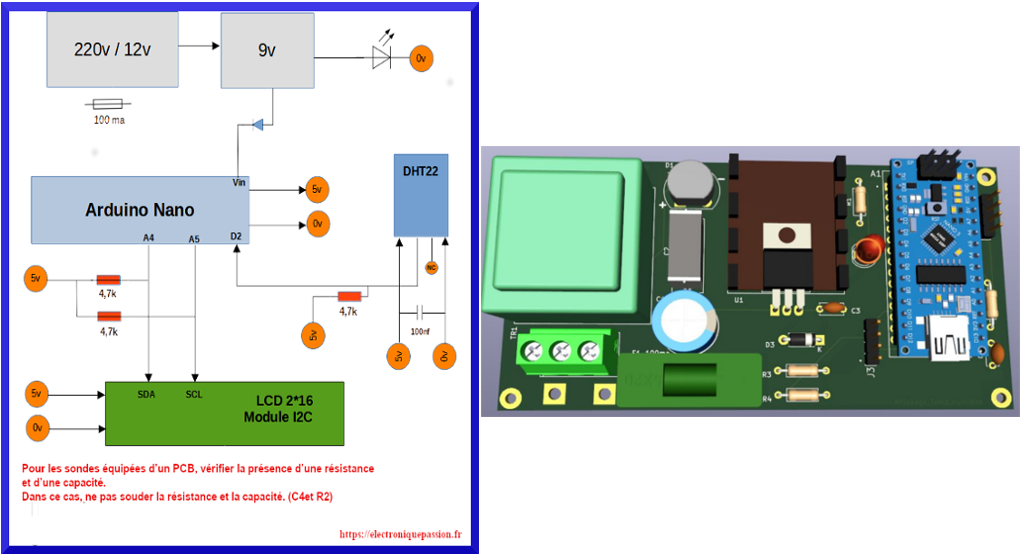 220v / 12v
9v
0v
100 ma
DHT22
Vin
Arduino Nano
5v
0v
A4
A5
D2
NC
5v
4,7k
4,7k
4,7k
100nf
5v
5v
0v
5v
0v
SDA
SCL
LCD 2*16
Module I2C
Pour les sondes équipées d'un PCB, vérifier la présence d'une résistance
et d'une capacité.
Dans ce cas, ne pas souder la résistance et la capacité. (C4et R2)
https://electroniquepassion.fr
D1
A1
U1
C3
TR1
D3
K
R3
R4
J3